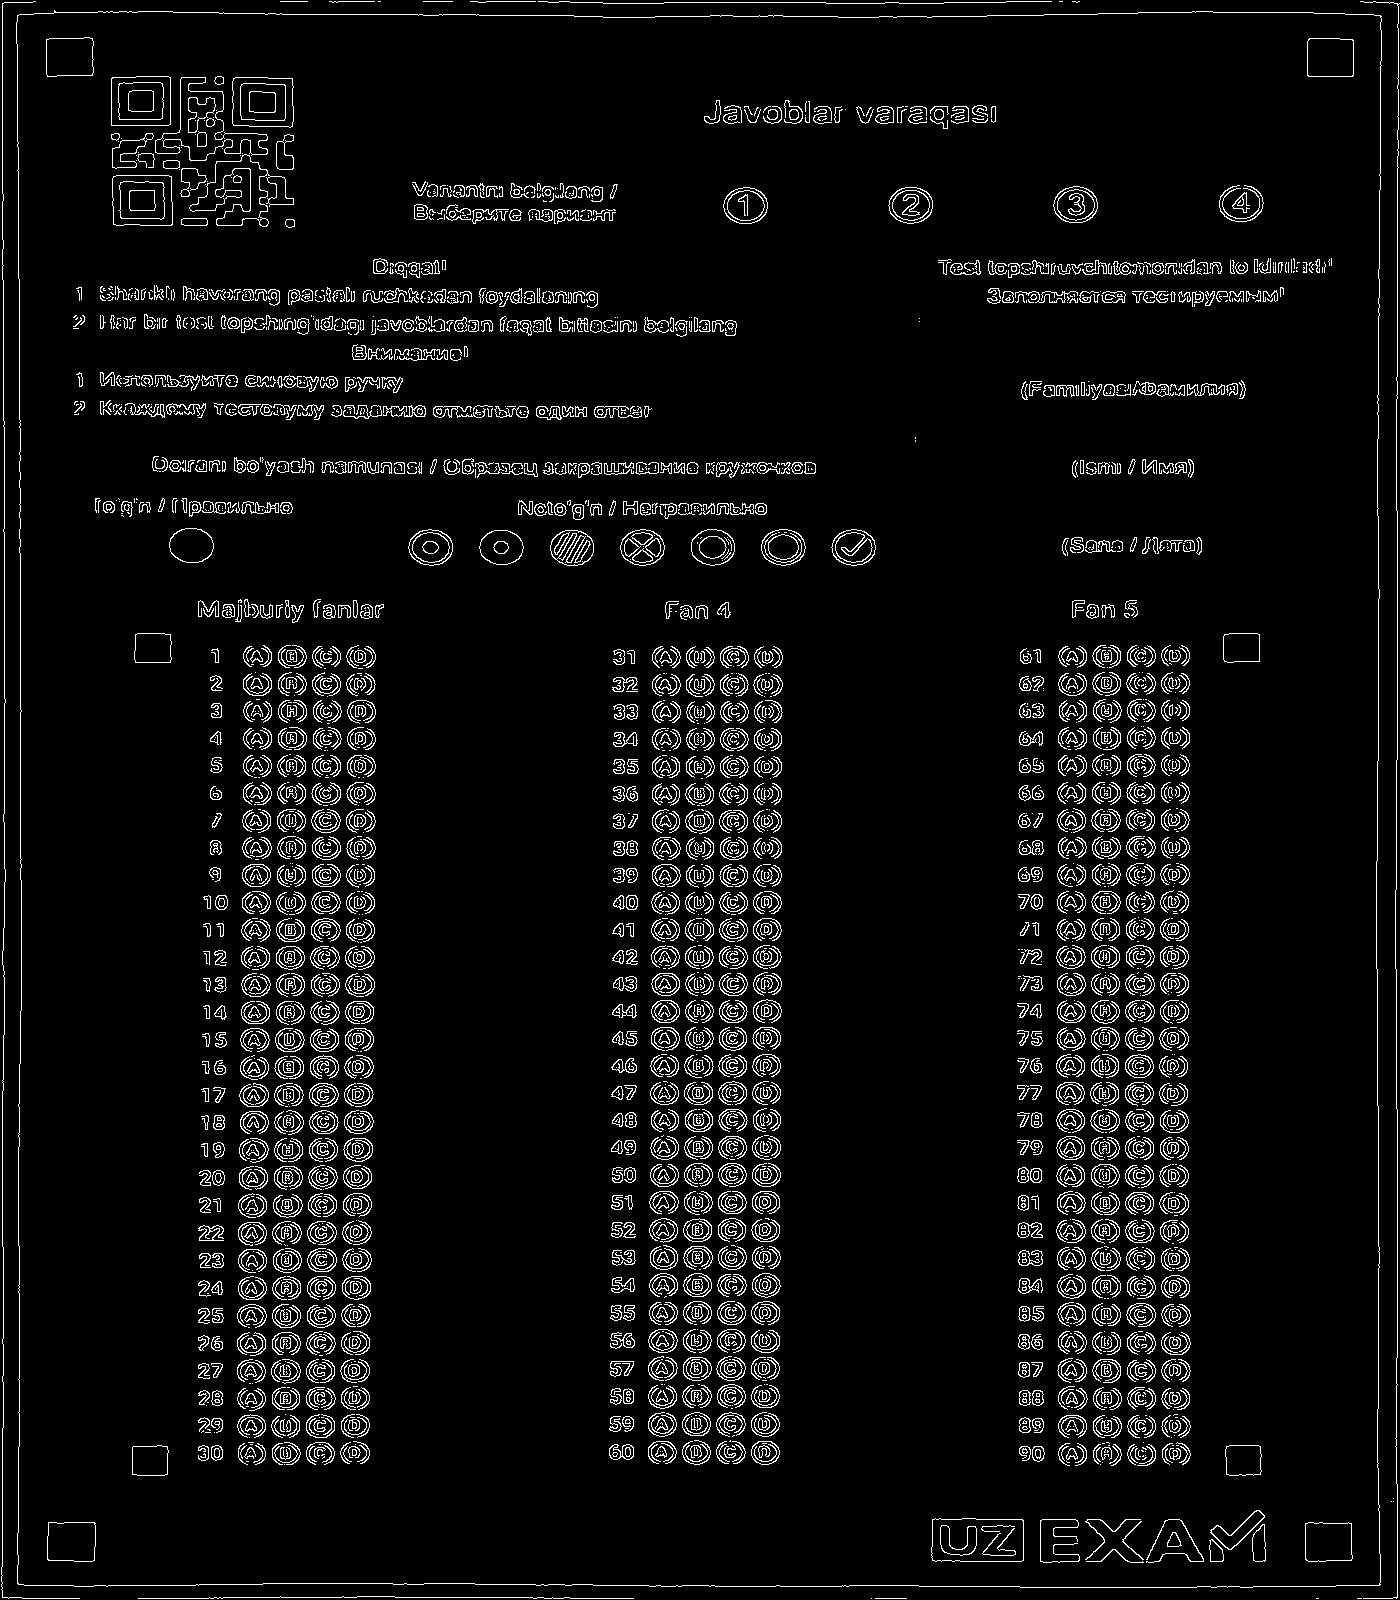 Javoblar varaqasi
Variantni belgilang /
Выберите вариант
1 2 3 4
Diqqat!
1 Sharikli havorang pastali ruchkadan foydalaning
2 Har bir test topshirig'idagi javoblardan faqat bittasini belgilang
Внимание!
1 Используйте синюю ручку
2 К каждому тестовому заданию отметьте один ответ
Test topshiruvchi tomonidan to'ldiriladi!
Заполняется тестируемым!
(Familiyasi/Фамилия)
(Ismi / Имя)
(Sana / Дата)
Doirani bo'yash namunasi / Образец закрашивание кружочков
To'g'ri / Правильно
Noto'g'ri / Неправильно
Majburiy fanlar
1 A B C D
2 A B C D
3 A B C D
4 A B C D
5 A B C D
6 A B C D
7 A B C D
8 A B C D
9 A B C D
10 A B C D
11 A B C D
12 A B C D
13 A B C D
14 A B C D
15 A B C D
16 A B C D
17 A B C D
18 A B C D
19 A B C D
20 A B C D
21 A B C D
22 A B C D
23 A B C D
24 A B C D
25 A B C D
26 A B C D
27 A B C D
28 A B C D
29 A B C D
30 A B C D
Fan 4
31 A B C D
32 A B C D
33 A B C D
34 A B C D
35 A B C D
36 A B C D
37 A B C D
38 A B C D
39 A B C D
40 A B C D
41 A B C D
42 A B C D
43 A B C D
44 A B C D
45 A B C D
46 A B C D
47 A B C D
48 A B C D
49 A B C D
50 A B C D
51 A B C D
52 A B C D
53 A B C D
54 A B C D
55 A B C D
56 A B C D
57 A B C D
58 A B C D
59 A B C D
60 A B C D
Fan 5
61 A B C D
62 A B C D
63 A B C D
64 A B C D
65 A B C D
66 A B C D
67 A B C D
68 A B C D
69 A B C D
70 A B C D
71 A B C D
72 A B C D
73 A B C D
74 A B C D
75 A B C D
76 A B C D
77 A B C D
78 A B C D
79 A B C D
80 A B C D
81 A B C D
82 A B C D
83 A B C D
84 A B C D
85 A B C D
86 A B C D
87 A B C D
88 A B C D
89 A B C D
90 A B C D
UZ EXAM